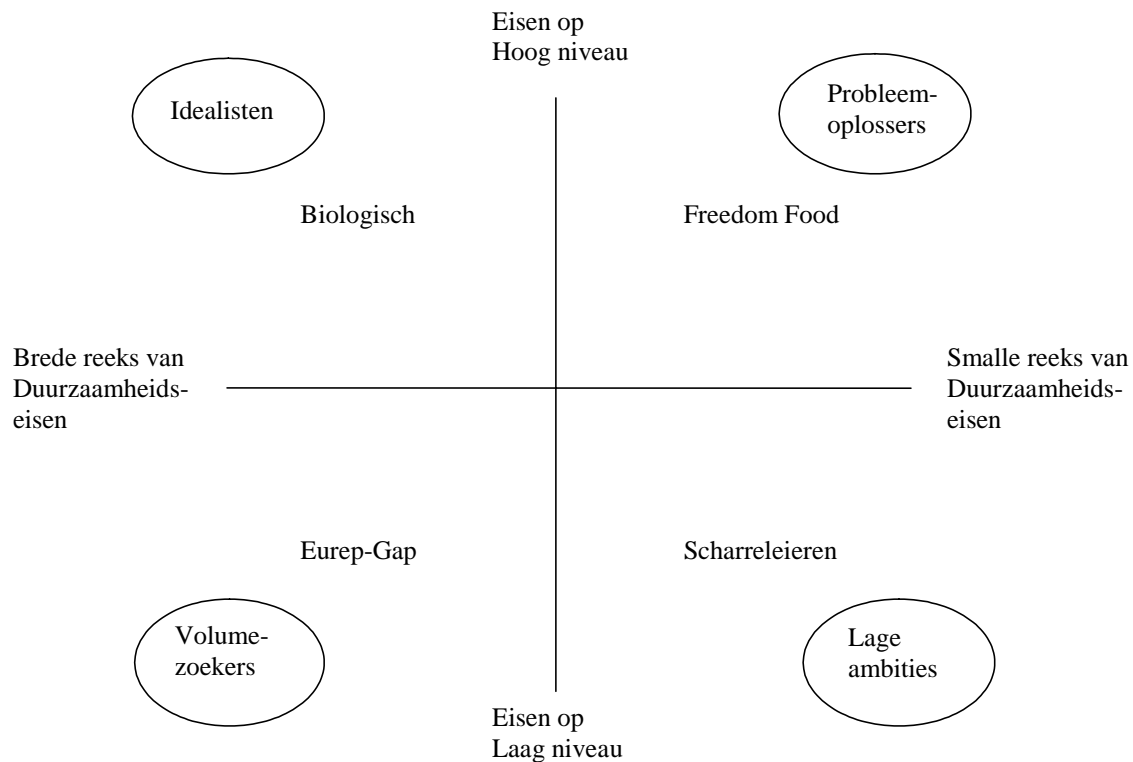 Eisen op
Hoog niveau
Idealisten
Probleem-
oplossers
Biologisch
Freedom Food
Brede reeks van
Duurzaamheids-
eisen
Smalle reeks van
Duurzaamheids-
eisen
Eurep-Gap
Scharreleieren
Volume-
zoekers
Lage
ambities
Eisen op
Laag niveau